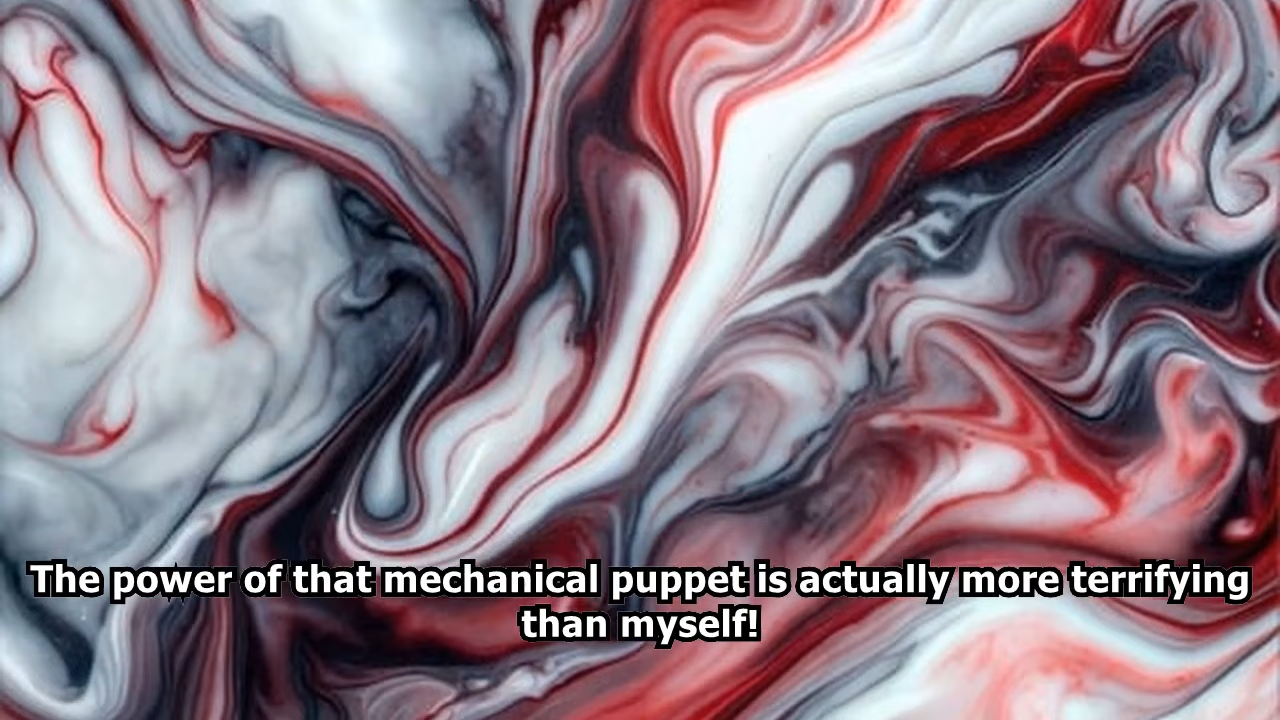 The power of that mechanical puppet is actually more terrifying
than myself!